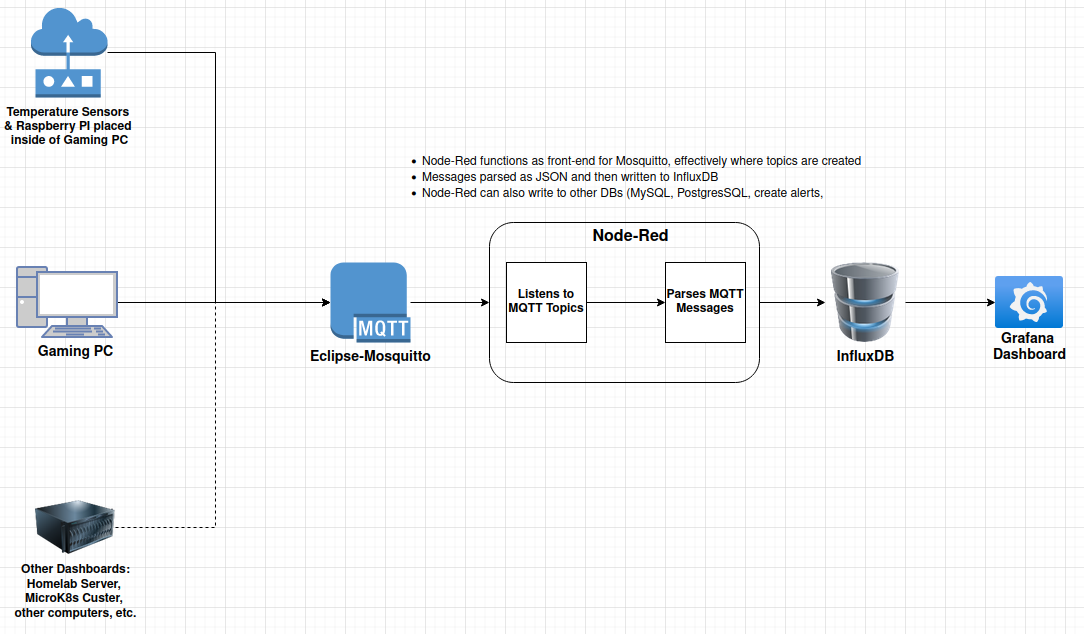 Temperature Sensors
& Raspberry PI placed
inside of Gaming PC
• Node-Red functions as front-end for Mosquitto, effectively where topics are created
• Messages parsed as JSON and then written to InfluxDB
• Node-Red can also write to other DBs (MySQL, PostgresSQL, create alerts,
Node-Red
Listens to
MQTT Topics
Parses MQTT
Messages
MQTT
Gaming PC
Eclipse-Mosquitto
InfluxDB
Grafana
Dashboard
Other Dashboards:
Homelab Server,
MicroK8s Custer,
other computers, etc.